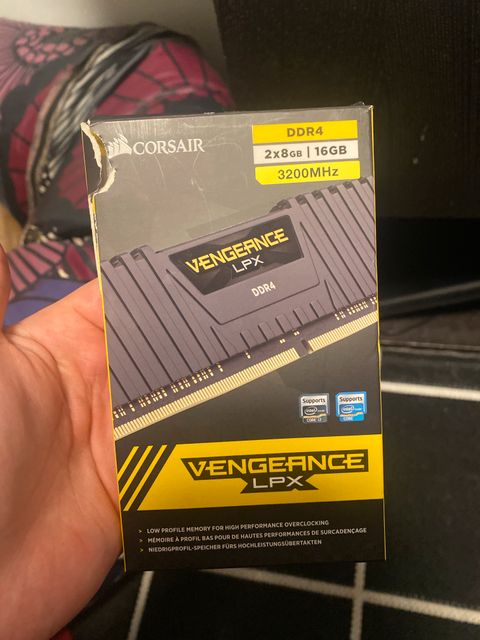 CORSAIR
DDR4
2x8GB | 16GB
3200MHz
VENGEANCE
LPX
DDR4
Supports
Supports
VENGEANCE
LPX
> LOW PROFILE MEMORY FOR HIGH PERFORMANCE OVERCLOCKING
> MÉMOIRE À PROFIL BAS POUR DE HAUTES PERFORMANCES DE SURCADENÇAGE
> NIEDRIGPROFIL-SPEICHER FÜRS HOCHLEISTUNGSÜBERTAKTEN